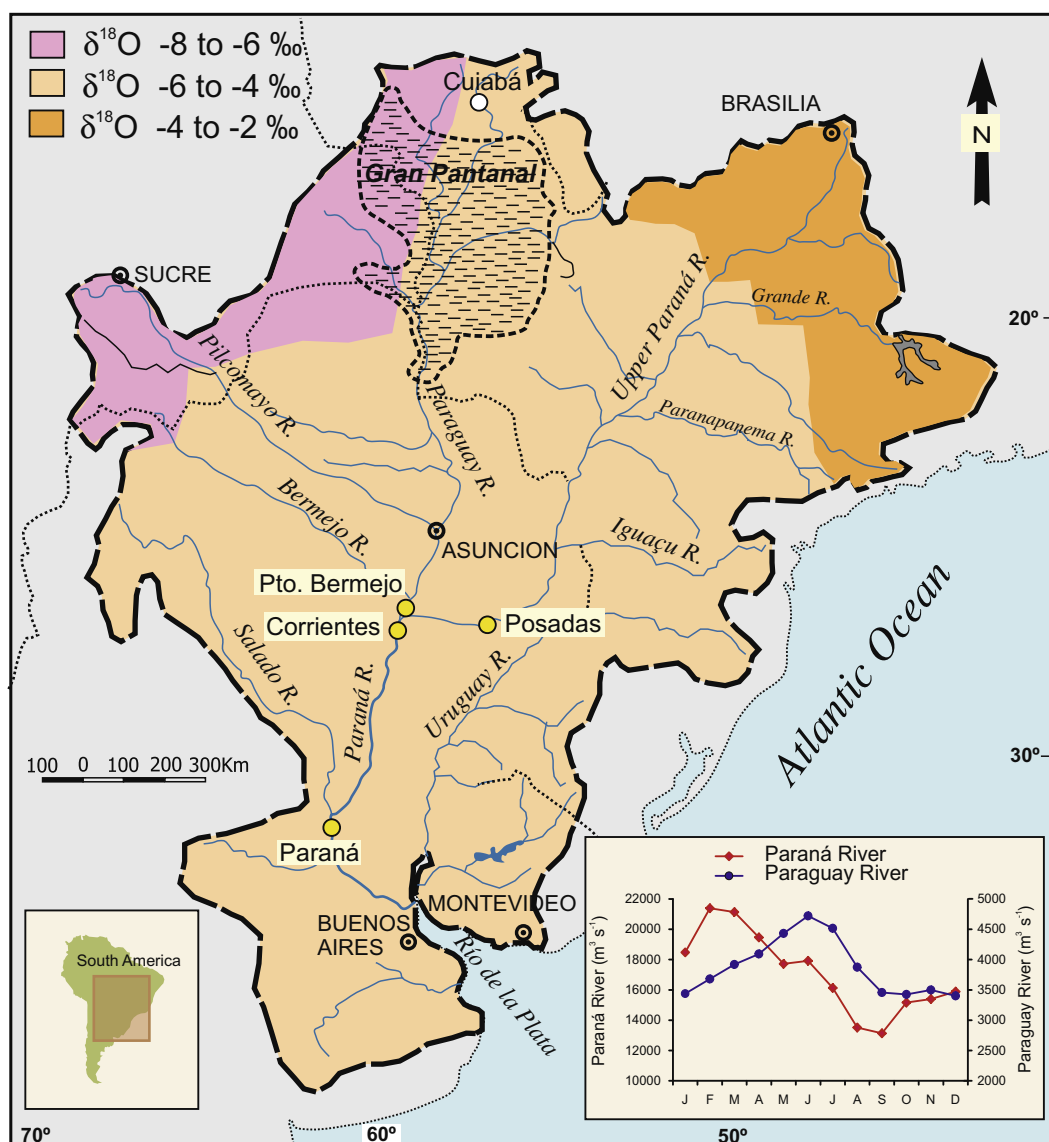 δ18O -8 to -6 ‰
δ18O -6 to -4 ‰
δ18O -4 to -2 ‰
Cuiabá
BRASILIA
N
Gran Pantanal
SUCRE
Grande R.
20º
Upper Paraná R.
Pilcomayo R.
Paraguay R.
Paranapanema R.
Bermejo R.
ASUNCION
Iguaçu R.
Pto. Bermejo
Corrientes
Posadas
Salado R.
Paraná R.
Uruguay R.
Atlantic Ocean
100 0 100 200 300Km
30º
Paraná
MONTEVIDEO
BUENOS
AIRES
Río de la Plata
South America
70º
60º
50º
Paraná River
Paraguay River
Paraná River (m3 s-1)
22000
20000
18000
16000
14000
12000
10000
5000
4500
4000
3500
3000
2500
2000
Paraguay River (m3 s-1)
J F M A M J J A S O N D